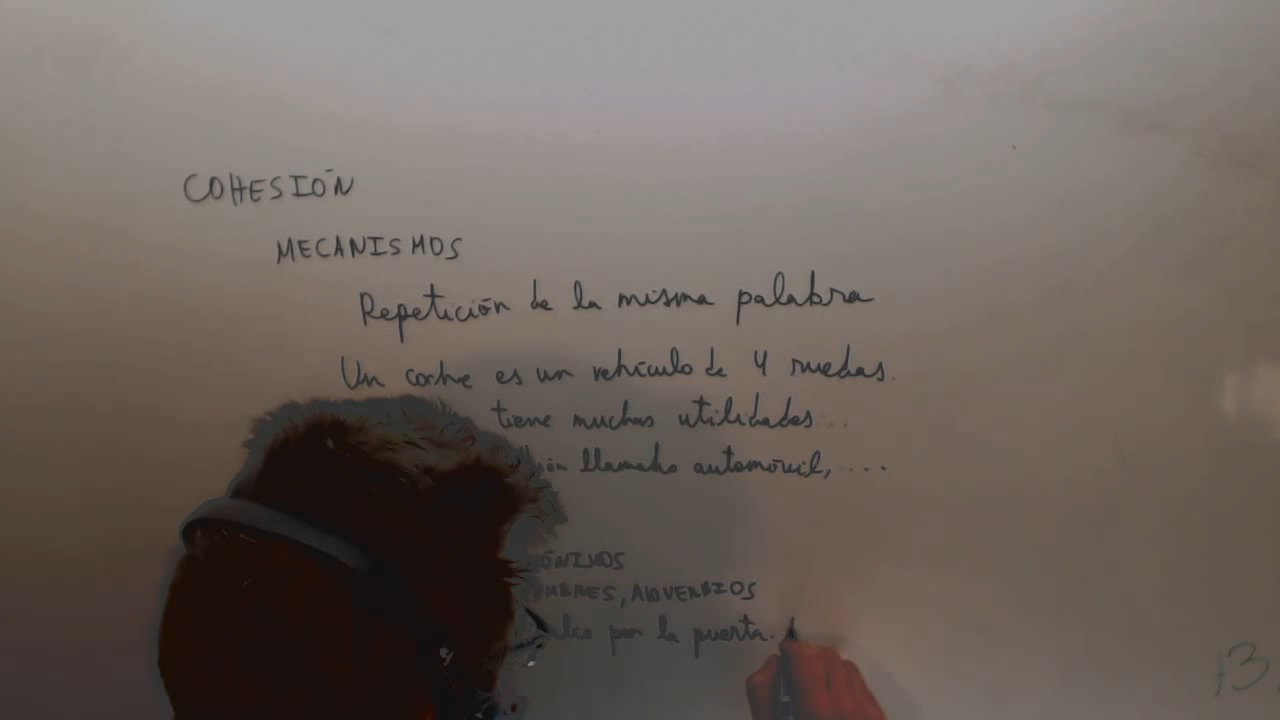 COHESIÓN
MECANISMOS
Repetición de la misma palabra
Un coche es un vehículo de 4 ruedas.
tiene muchas utilidades...
llamado automóvil, ...
ADVERBIOS
por la puerta.
13